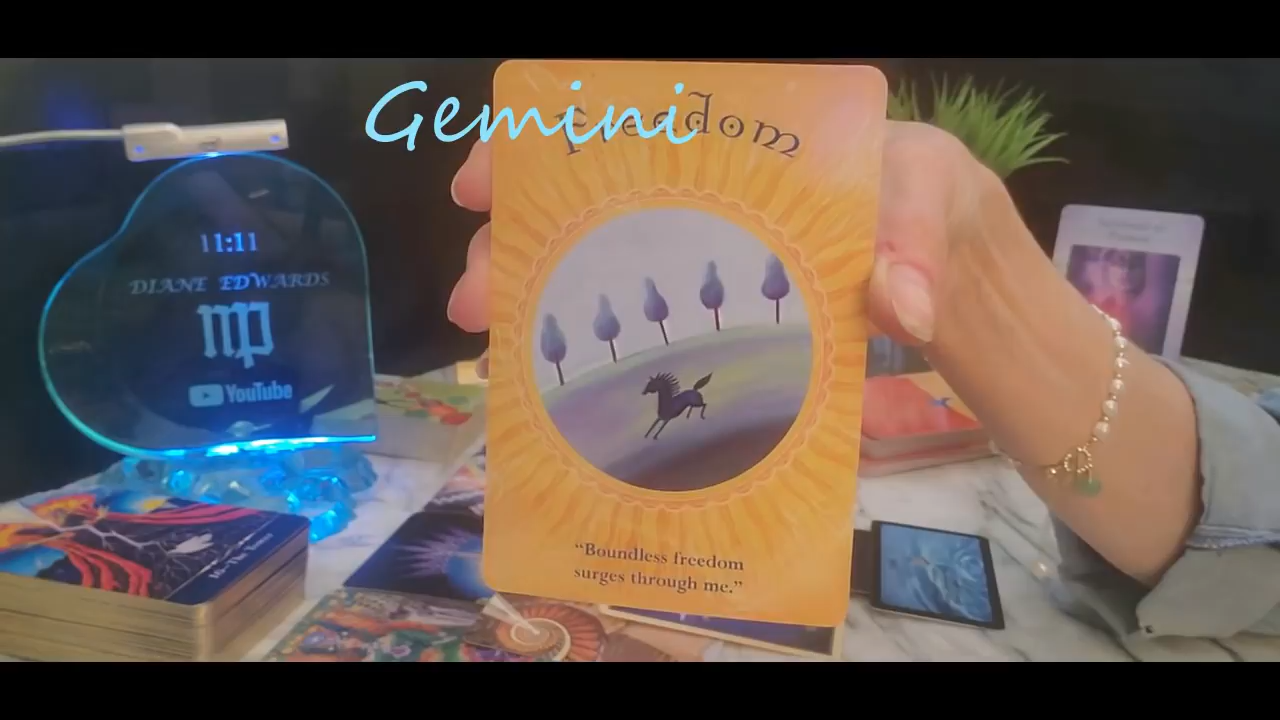 Gemini
Freedom
11:11
DIANE EDWARDS
YouTube
"Boundless freedom
surges through me."